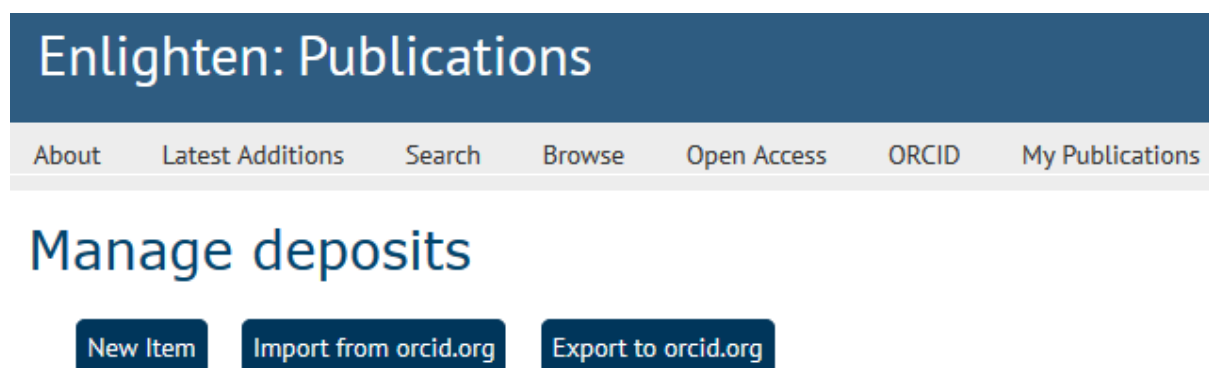 Enlighten: Publications
About Latest Additions Search Browse Open Access ORCID My Publications
Manage deposits
New Item Import from orcid.org Export to orcid.org